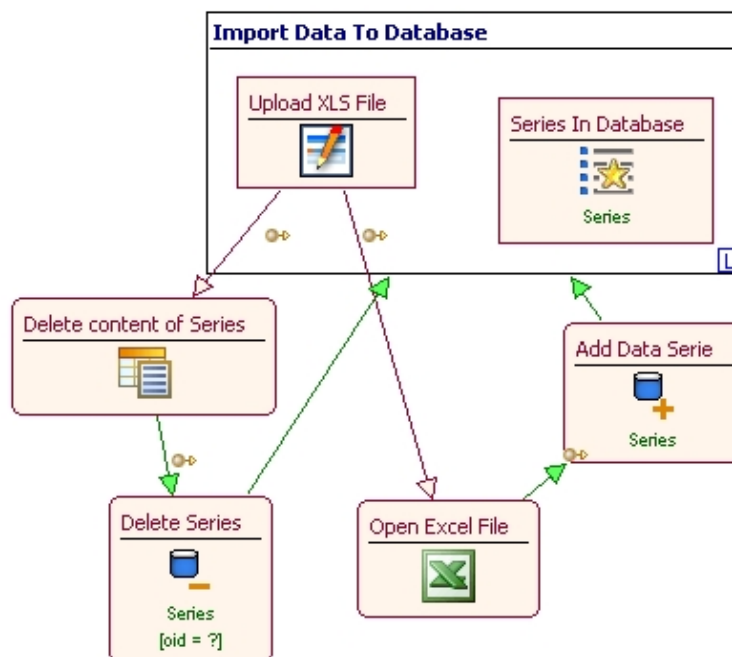 Import Data To Database
Upload XLS File
Series In Database
Series
L
Delete content of Series
Add Data Serie
Series
Delete Series
Series
[oid = ?]
Open Excel File